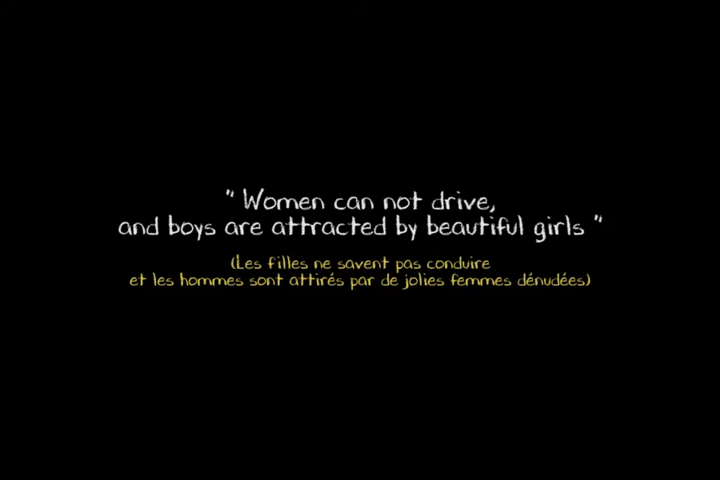 " Women can not drive,
and boys are attracted by beautiful girls "
(Les filles ne savent pas conduire
et les hommes sont attirés par de jolies femmes dénudées)